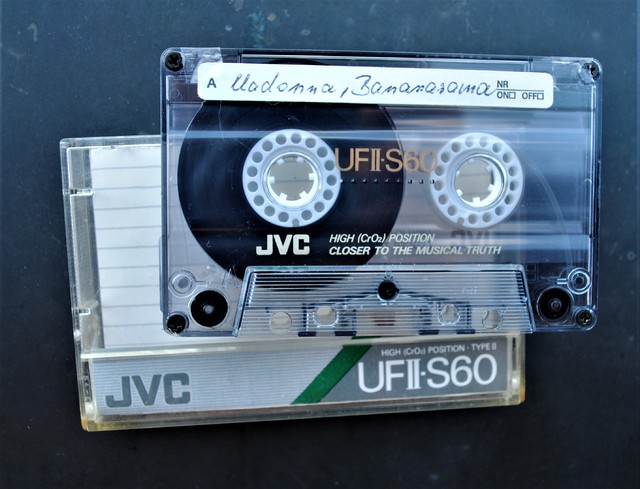 A Madonna, Bananarama NR
ON OFF
UFII·S60
JVC HIGH (CrO₂) POSITION
CLOSER TO THE MUSICAL TRUTH
HIGH (CrO₂) POSITION · TYPE II
JVC UFII·S60